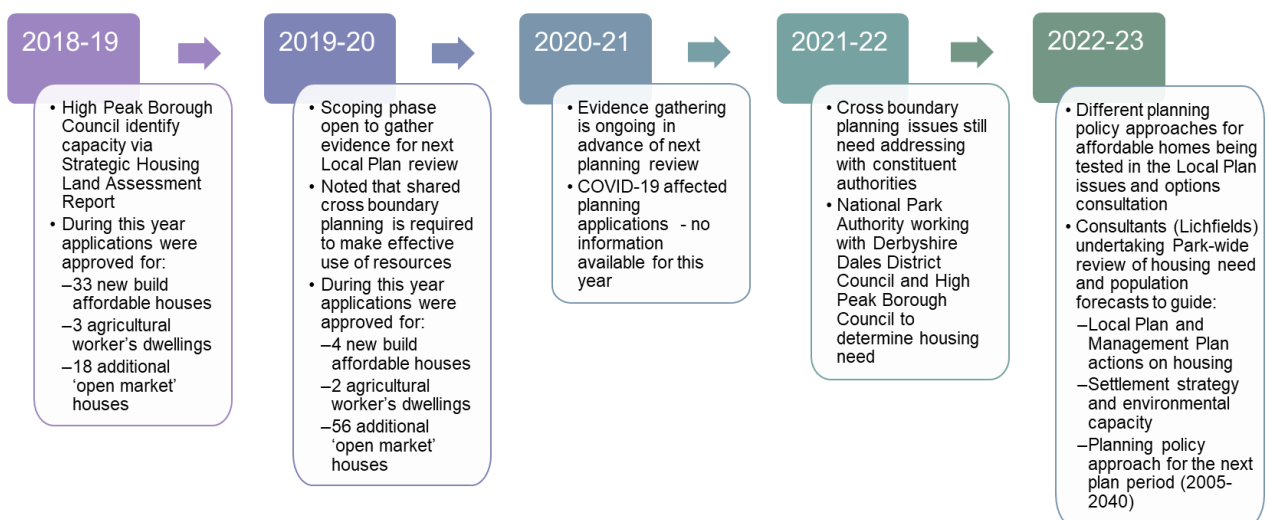 2018-19
• High Peak Borough
Council identify
capacity via
Strategic Housing
Land Assessment
Report
• During this year
applications were
approved for:
–33 new build
affordable houses
–3 agricultural
worker's dwellings
–18 additional
'open market'
houses
2019-20
• Scoping phase
open to gather
evidence for next
Local Plan review
• Noted that shared
cross boundary
planning is required
to make effective
use of resources
• During this year
applications were
approved for:
–4 new build
affordable houses
–2 agricultural
worker's dwellings
–56 additional
'open market'
houses
2020-21
• Evidence gathering
is ongoing in
advance of next
planning review
• COVID-19 affected
planning
applications - no
information
available for this
year
2021-22
• Cross boundary
planning issues still
need addressing
with constituent
authorities
• National Park
Authority working
with Derbyshire
Dales District
Council and High
Peak Borough
Council to
determine housing
need
2022-23
• Different planning
policy approaches for
affordable homes being
tested in the Local Plan
issues and options
consultation
• Consultants (Lichfields)
undertaking Park-wide
review of housing need
and population
forecasts to guide:
–Local Plan and
Management Plan
actions on housing
–Settlement strategy
and environmental
capacity
–Planning policy
approach for the next
plan period (2005-
2040)